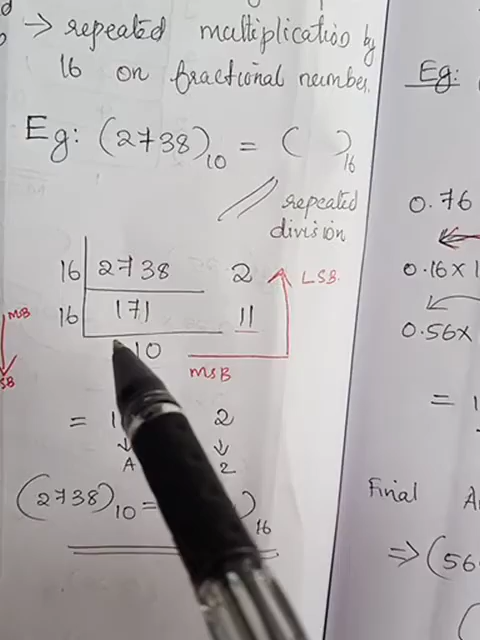 → repeated multiplication by
16 on fractional number.
Eg: (2738)10 = ( )16
repeated
division
16 2738 2 LSB
16 171 11
10
MSB
= 2
↓ ↓
A 2
(2738)10 = )16
MSB
SB
Eg:
0.76
0.16 x 1
0.56 x
= 1
Final
⇒ (56